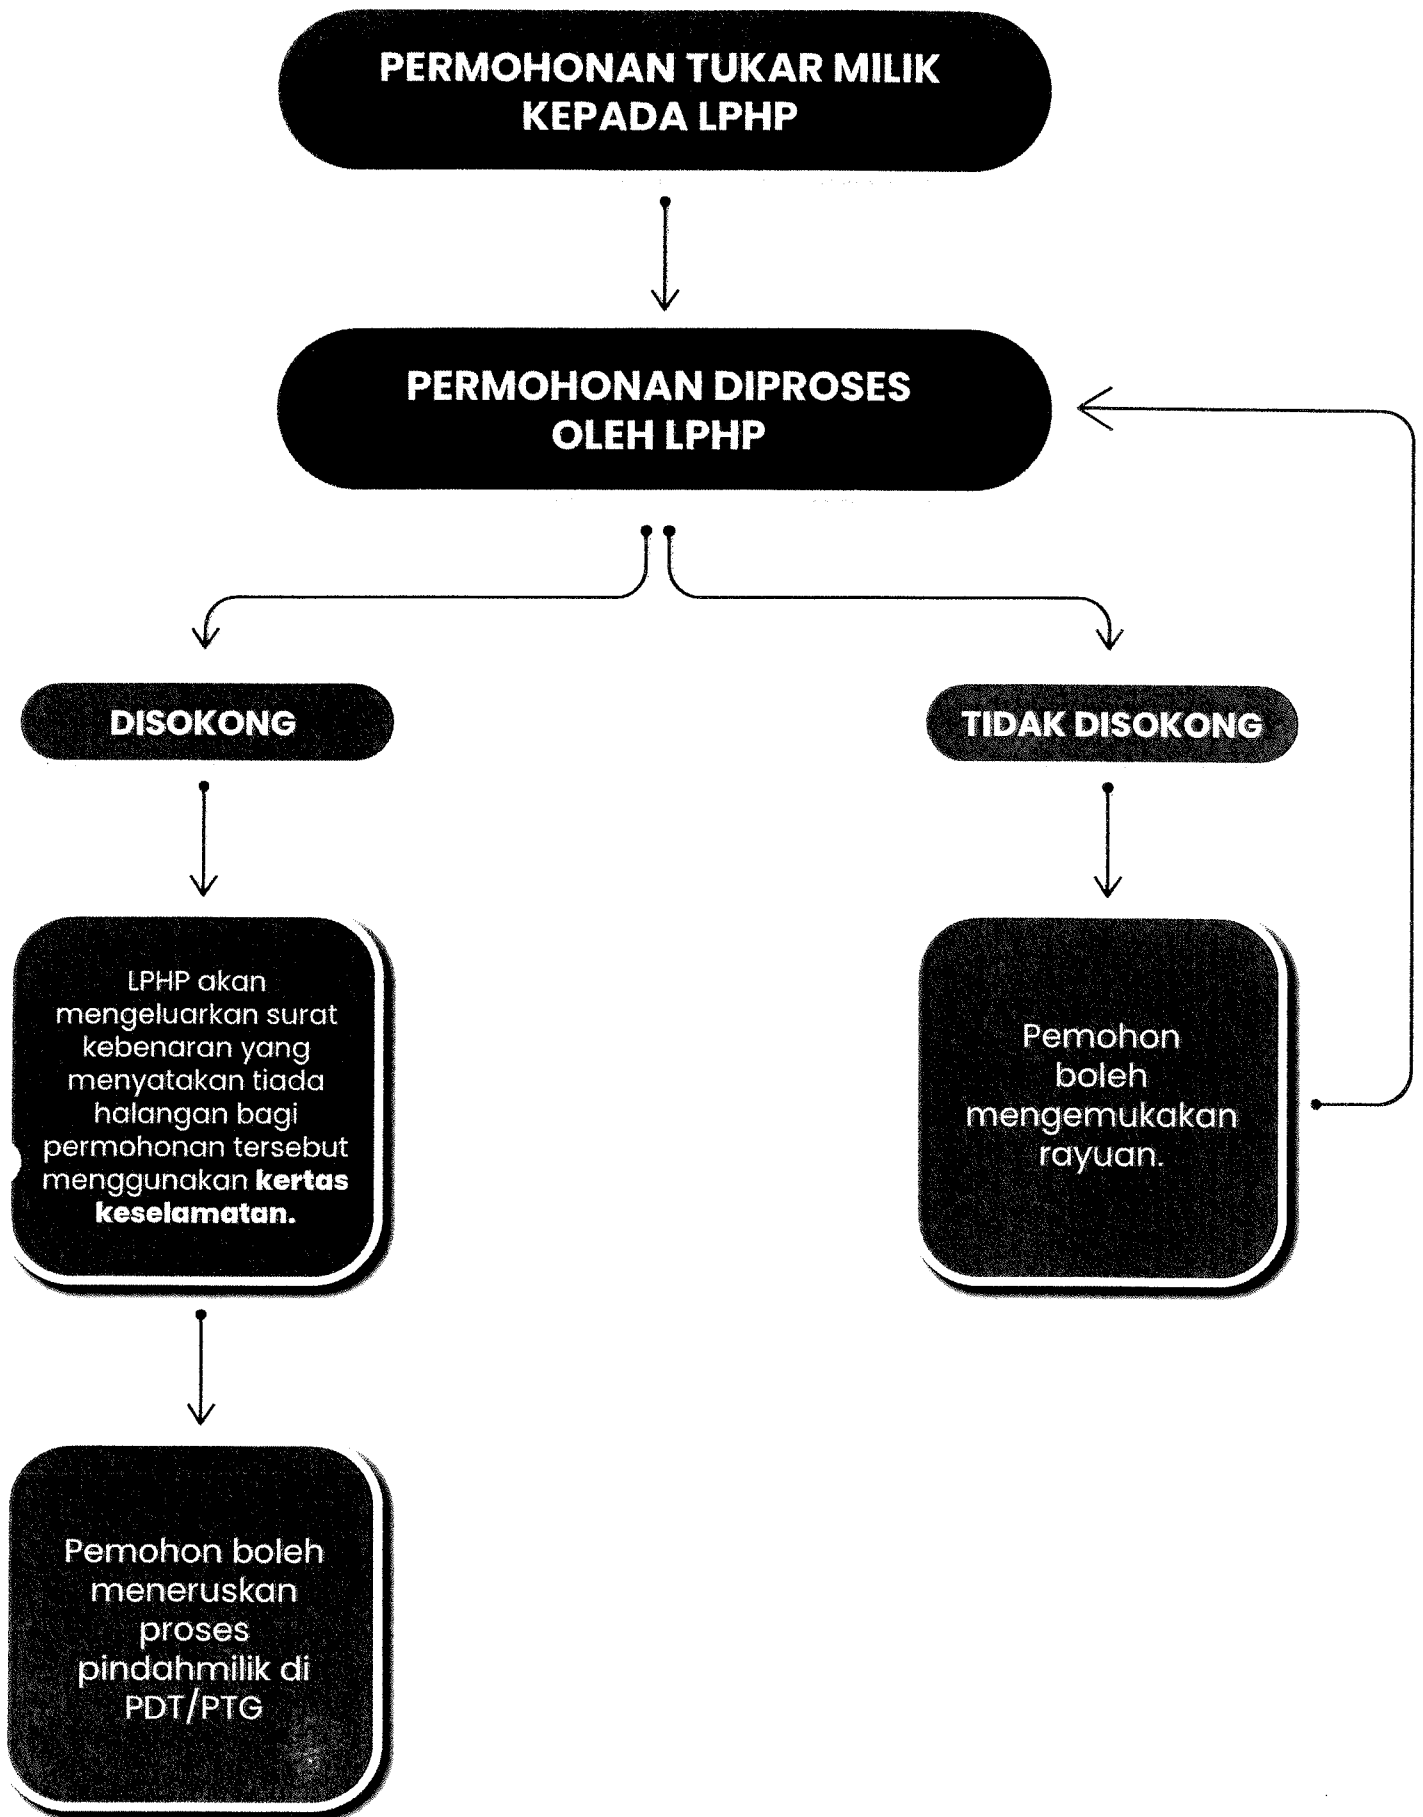 PERMOHONAN TUKAR MILIK
KEPADA LPHP
PERMOHONAN DIPROSES
OLEH LPHP
DISOKONG
TIDAK DISOKONG
LPHP akan
mengeluarkan surat
kebenaran yang
menyatakan tiada
halangan bagi
permohonan tersebut
menggunakan kertas
keselamatan.
Pemohon
boleh
mengemukakan
rayuan.
Pemohon boleh
meneruskan
proses
pindahmilik di
PDT/PTG